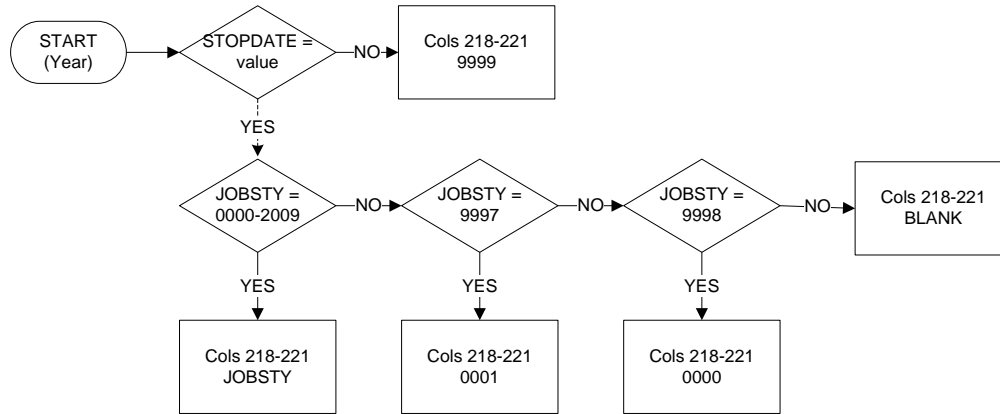 START
(Year)
STOPDATE =
value
NO
Cols 218-221
9999
YES
JOBSTY =
0000-2009
NO
JOBSTY =
9997
NO
JOBSTY =
9998
NO
Cols 218-221
BLANK
YES
YES
YES
Cols 218-221
JOBSTY
Cols 218-221
0001
Cols 218-221
0000